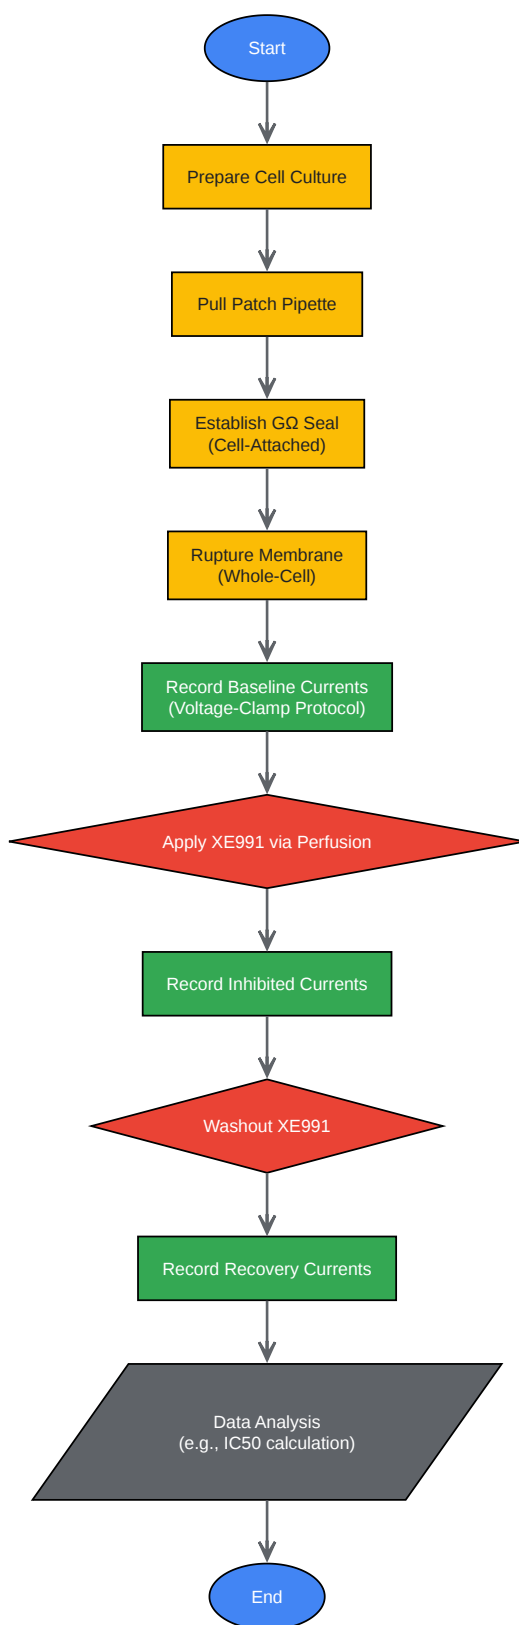 Start
Prepare Cell Culture
Pull Patch Pipette
Establish GΩ Seal
(Cell-Attached)
Rupture Membrane
(Whole-Cell)
Record Baseline Currents
(Voltage-Clamp Protocol)
Apply XE991 via Perfusion
Record Inhibited Currents
Washout XE991
Record Recovery Currents
Data Analysis
(e.g., IC50 calculation)
End